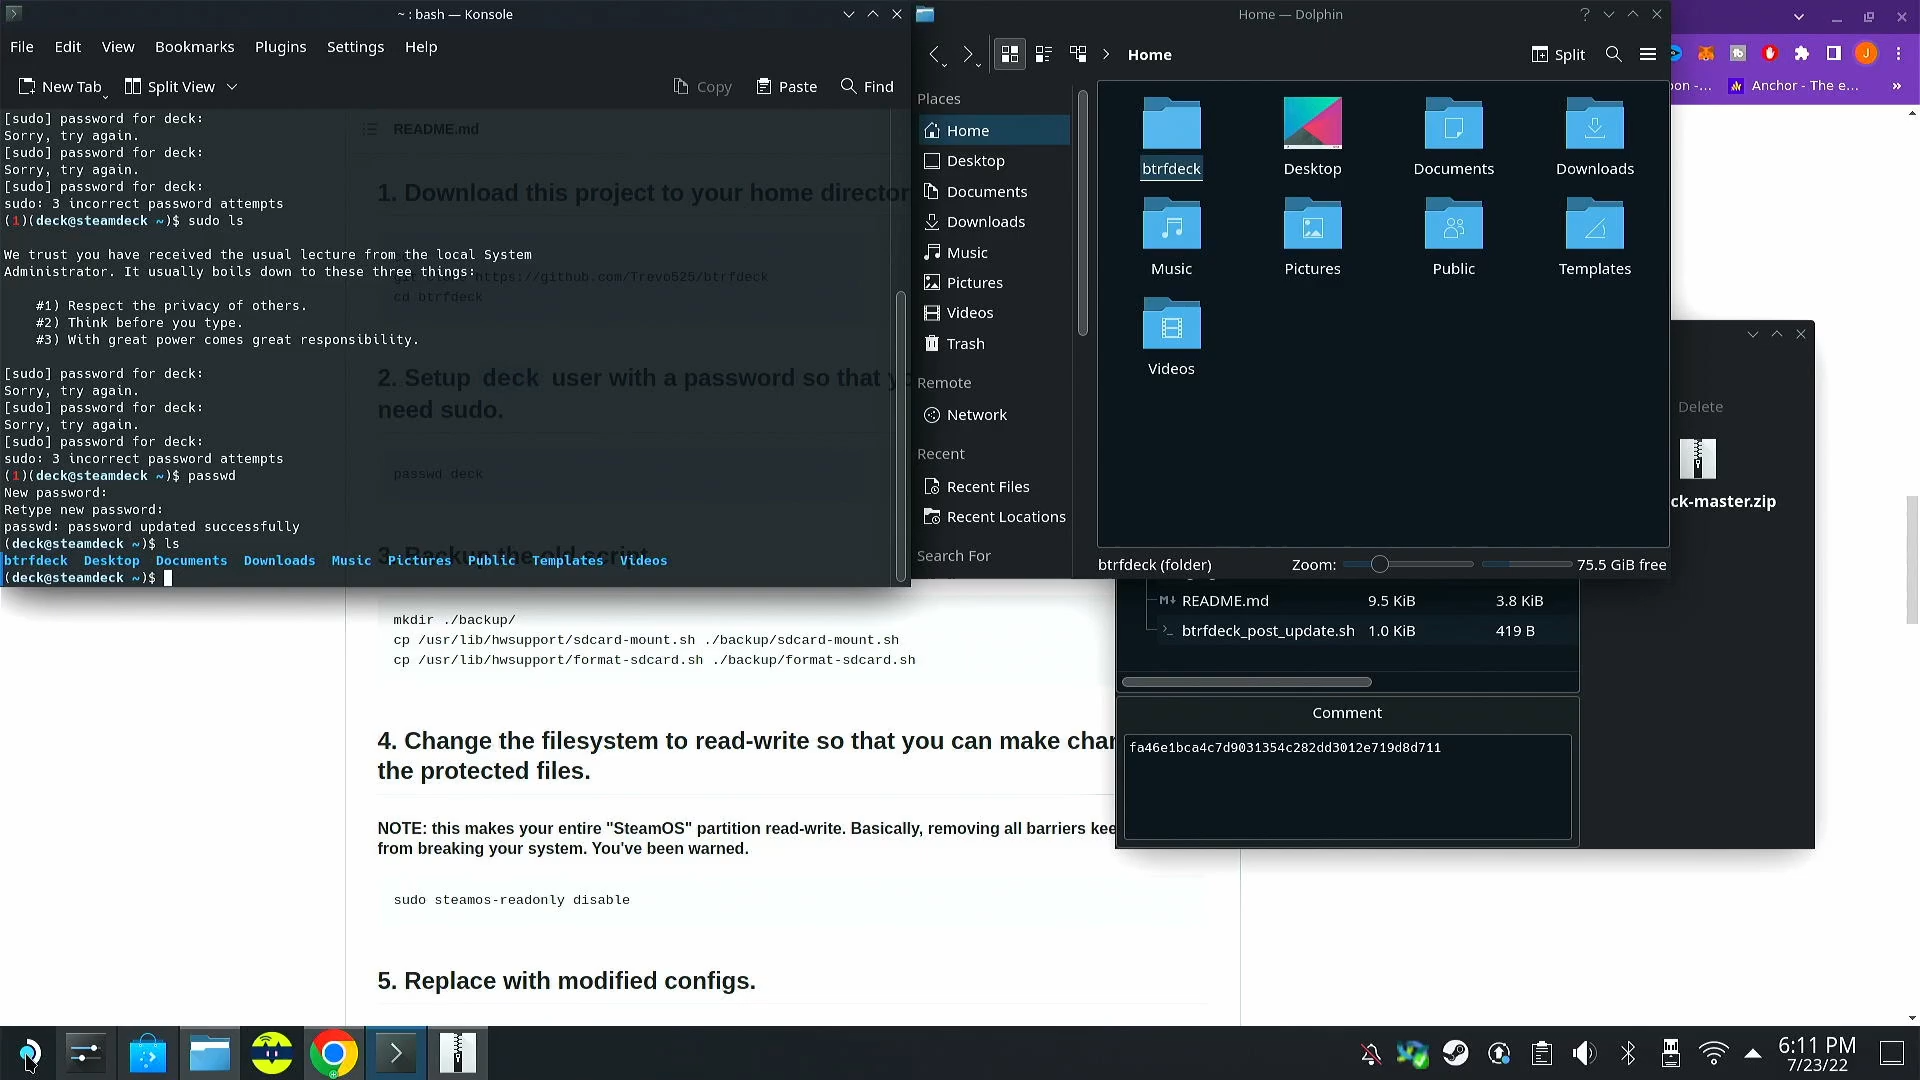 ~ : bash — Konsole
File Edit View Bookmarks Plugins Settings Help
New Tab Split View Copy Paste Find
[sudo] password for deck:
Sorry, try again.
[sudo] password for deck:
Sorry, try again.
[sudo] password for deck:
sudo: 3 incorrect password attempts
(1)(deck@steamdeck ~)$ sudo ls
We trust you have received the usual lecture from the local System
Administrator. It usually boils down to these three things:
#1) Respect the privacy of others.
#2) Think before you type.
#3) With great power comes great responsibility.
[sudo] password for deck:
Sorry, try again.
[sudo] password for deck:
Sorry, try again.
[sudo] password for deck:
sudo: 3 incorrect password attempts
(1)(deck@steamdeck ~)$ passwd
New password:
Retype new password:
passwd: password updated successfully
(deck@steamdeck ~)$ ls
btrfdeck Desktop Documents Downloads Music Pictures Public Templates Videos
(deck@steamdeck ~)$
README.md
1. Download this project to your home director
https://github.com/Trevo525/btrfdeck
cd btrfdeck
2. Setup deck user with a password so that yo
need sudo.
passwd deck
3. Backup the old script
mkdir ./backup/
cp /usr/lib/hwsupport/sdcard-mount.sh ./backup/sdcard-mount.sh
cp /usr/lib/hwsupport/format-sdcard.sh ./backup/format-sdcard.sh
4. Change the filesystem to read-write so that you can make char
the protected files.
NOTE: this makes your entire "SteamOS" partition read-write. Basically, removing all barriers kee
from breaking your system. You've been warned.
sudo steamos-readonly disable
5. Replace with modified configs.
Home — Dolphin
Home
Split
Places
Home
Desktop
Documents
Downloads
Music
Pictures
Videos
Trash
Remote
Network
Recent
Recent Files
Recent Locations
Search For
btrfdeck Desktop Documents Downloads
Music Pictures Public Templates
Videos
btrfdeck (folder) Zoom: 75.5 GiB free
J
on -... Anchor - The e... »
Delete
ck-master.zip
README.md 9.5 KiB 3.8 KiB
btrfdeck_post_update.sh 1.0 KiB 419 B
Comment
fa46e1bca4c7d9031354c282dd3012e719d8d711
6:11 PM
7/23/22